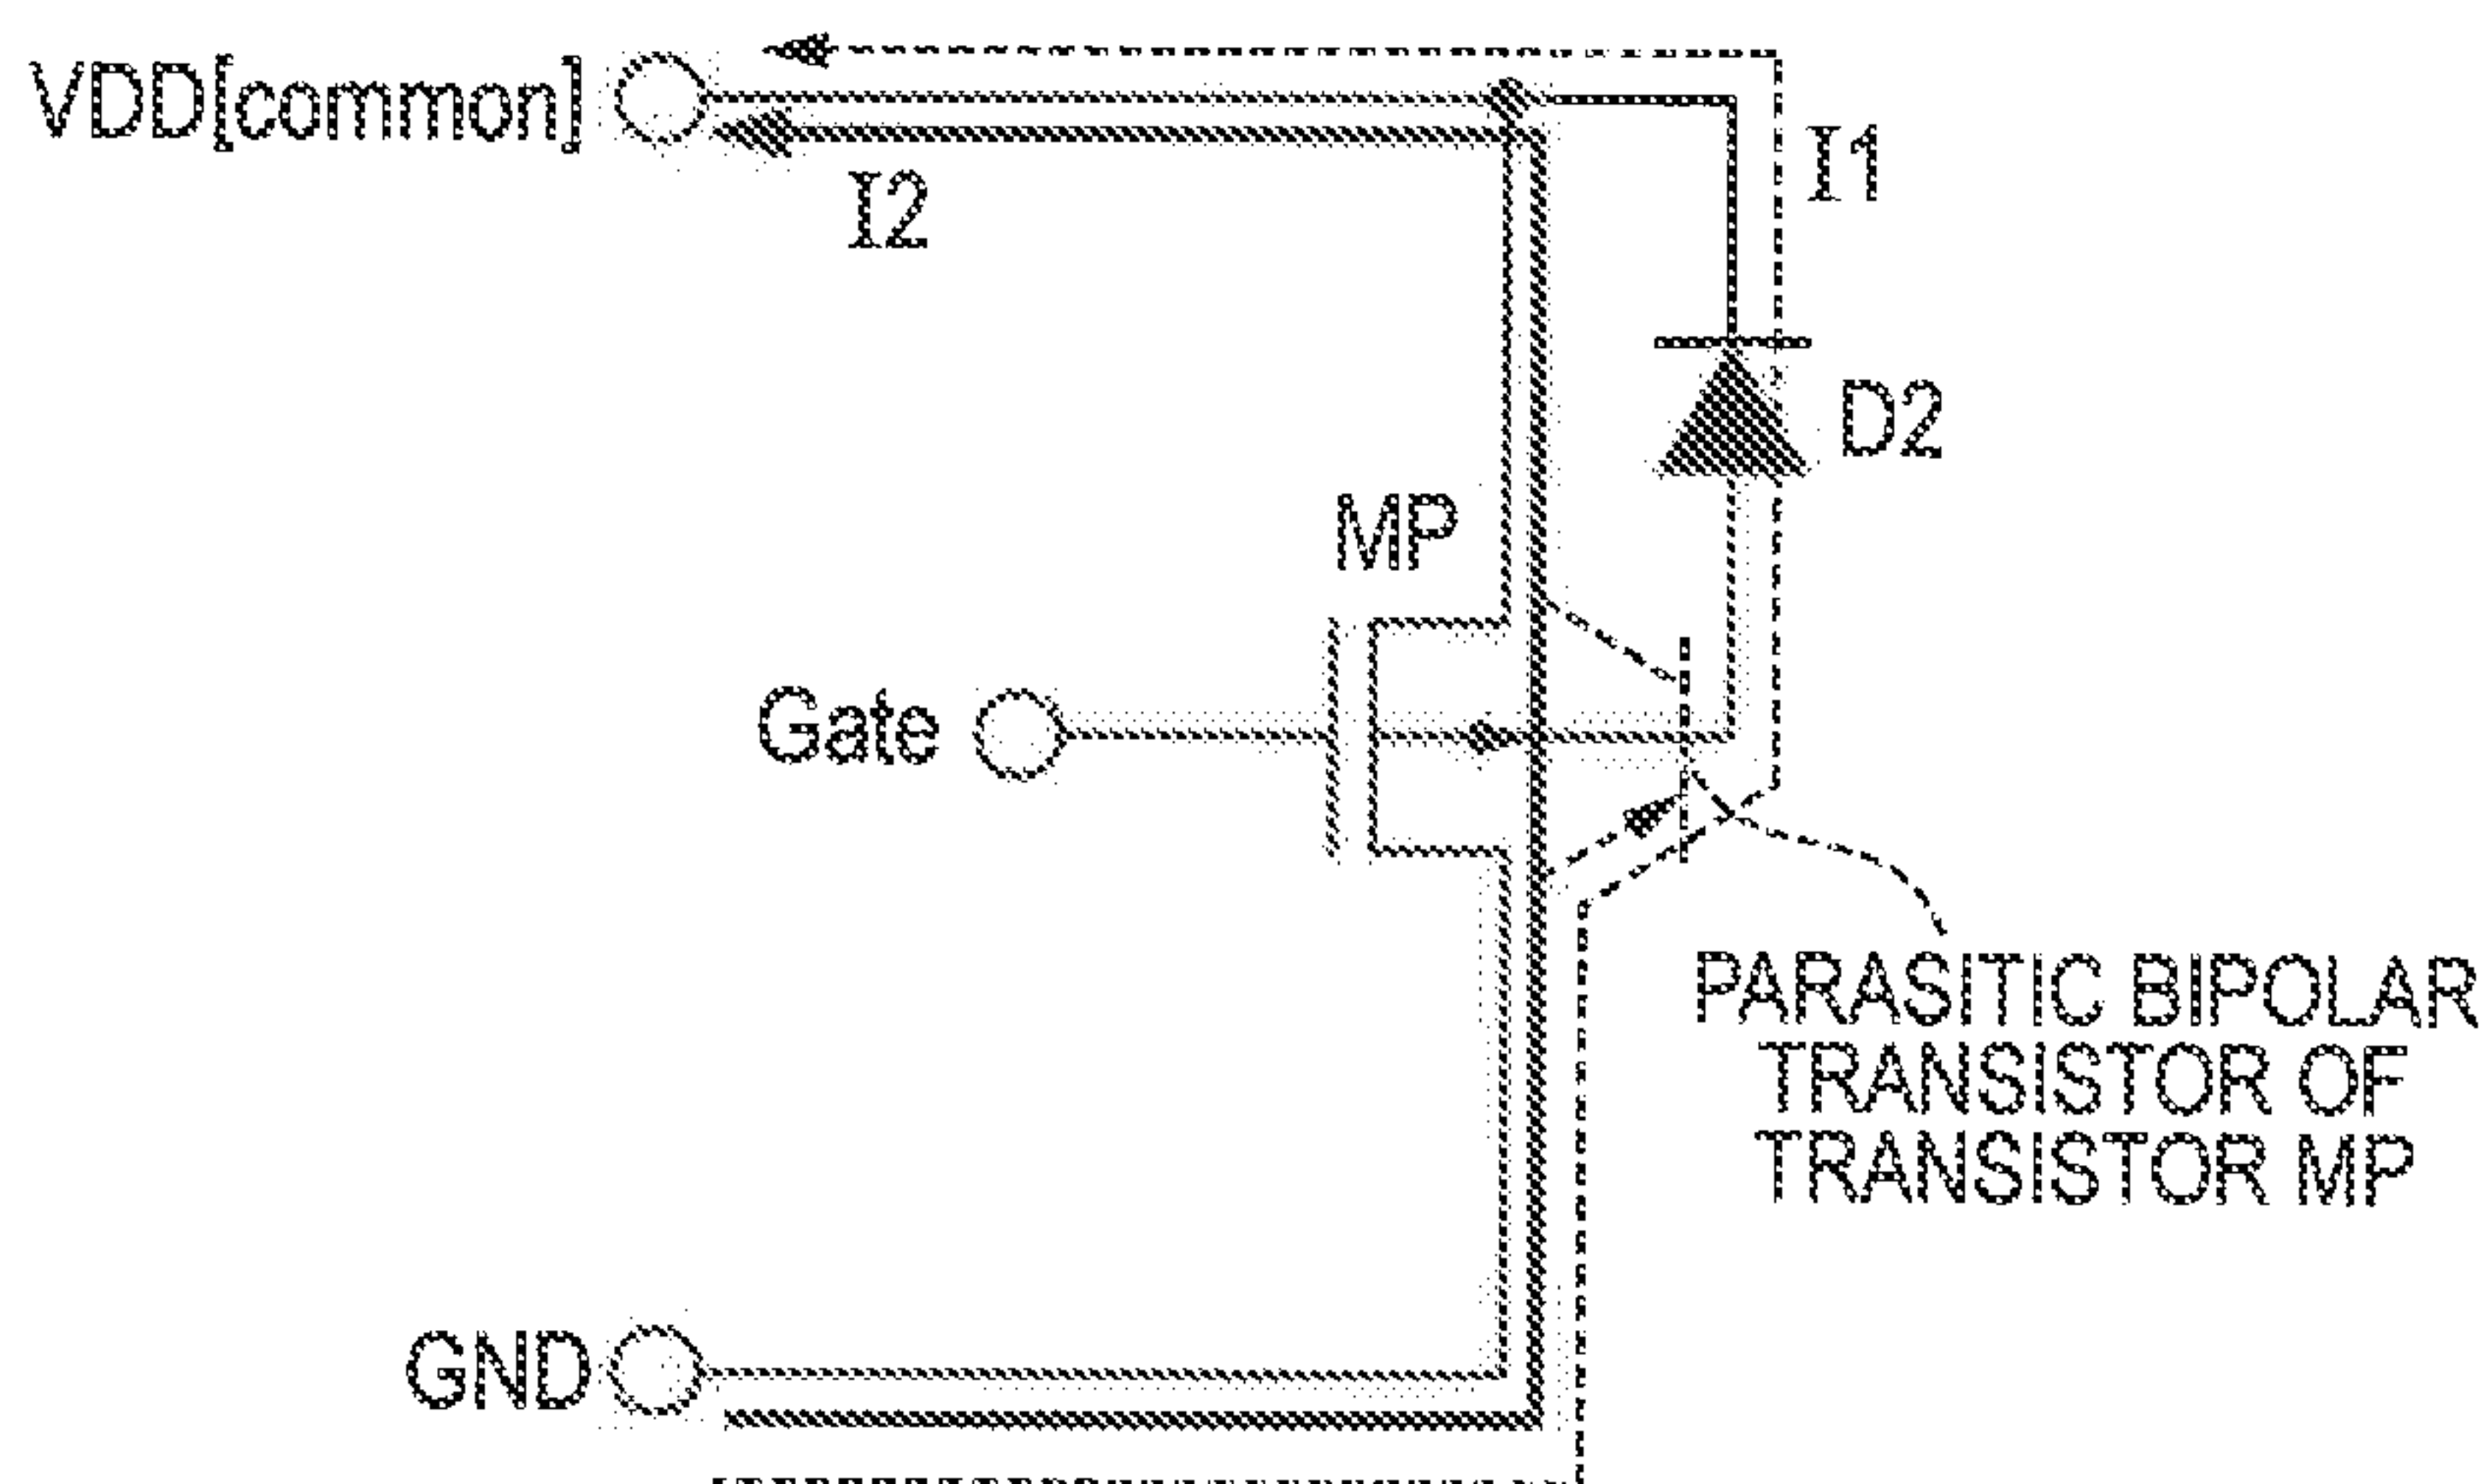 VDD[common]
I1
I2
D2
MP
Gate
PARASITIC BIPOLAR
TRANSISTOR OF
TRANSISTOR MP
GND